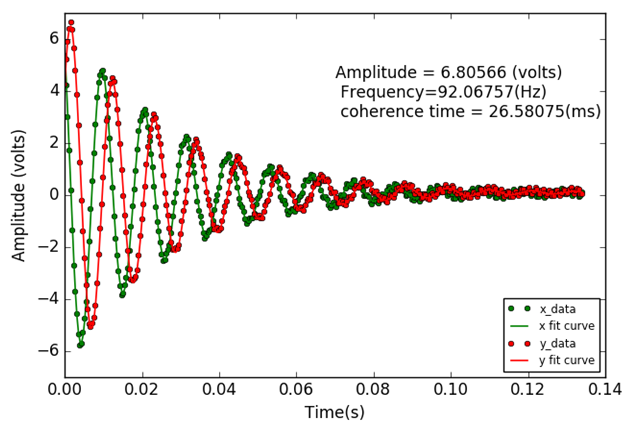 Amplitude = 6.80566 (volts)
Frequency=92.06757(Hz)
coherence time = 26.58075(ms)
6
4
2
0
−2
−4
−6
Amplitude (volts)
x_data
x fit curve
y_data
y fit curve
0.00 0.02 0.04 0.06 0.08 0.10 0.12 0.14
Time(s)